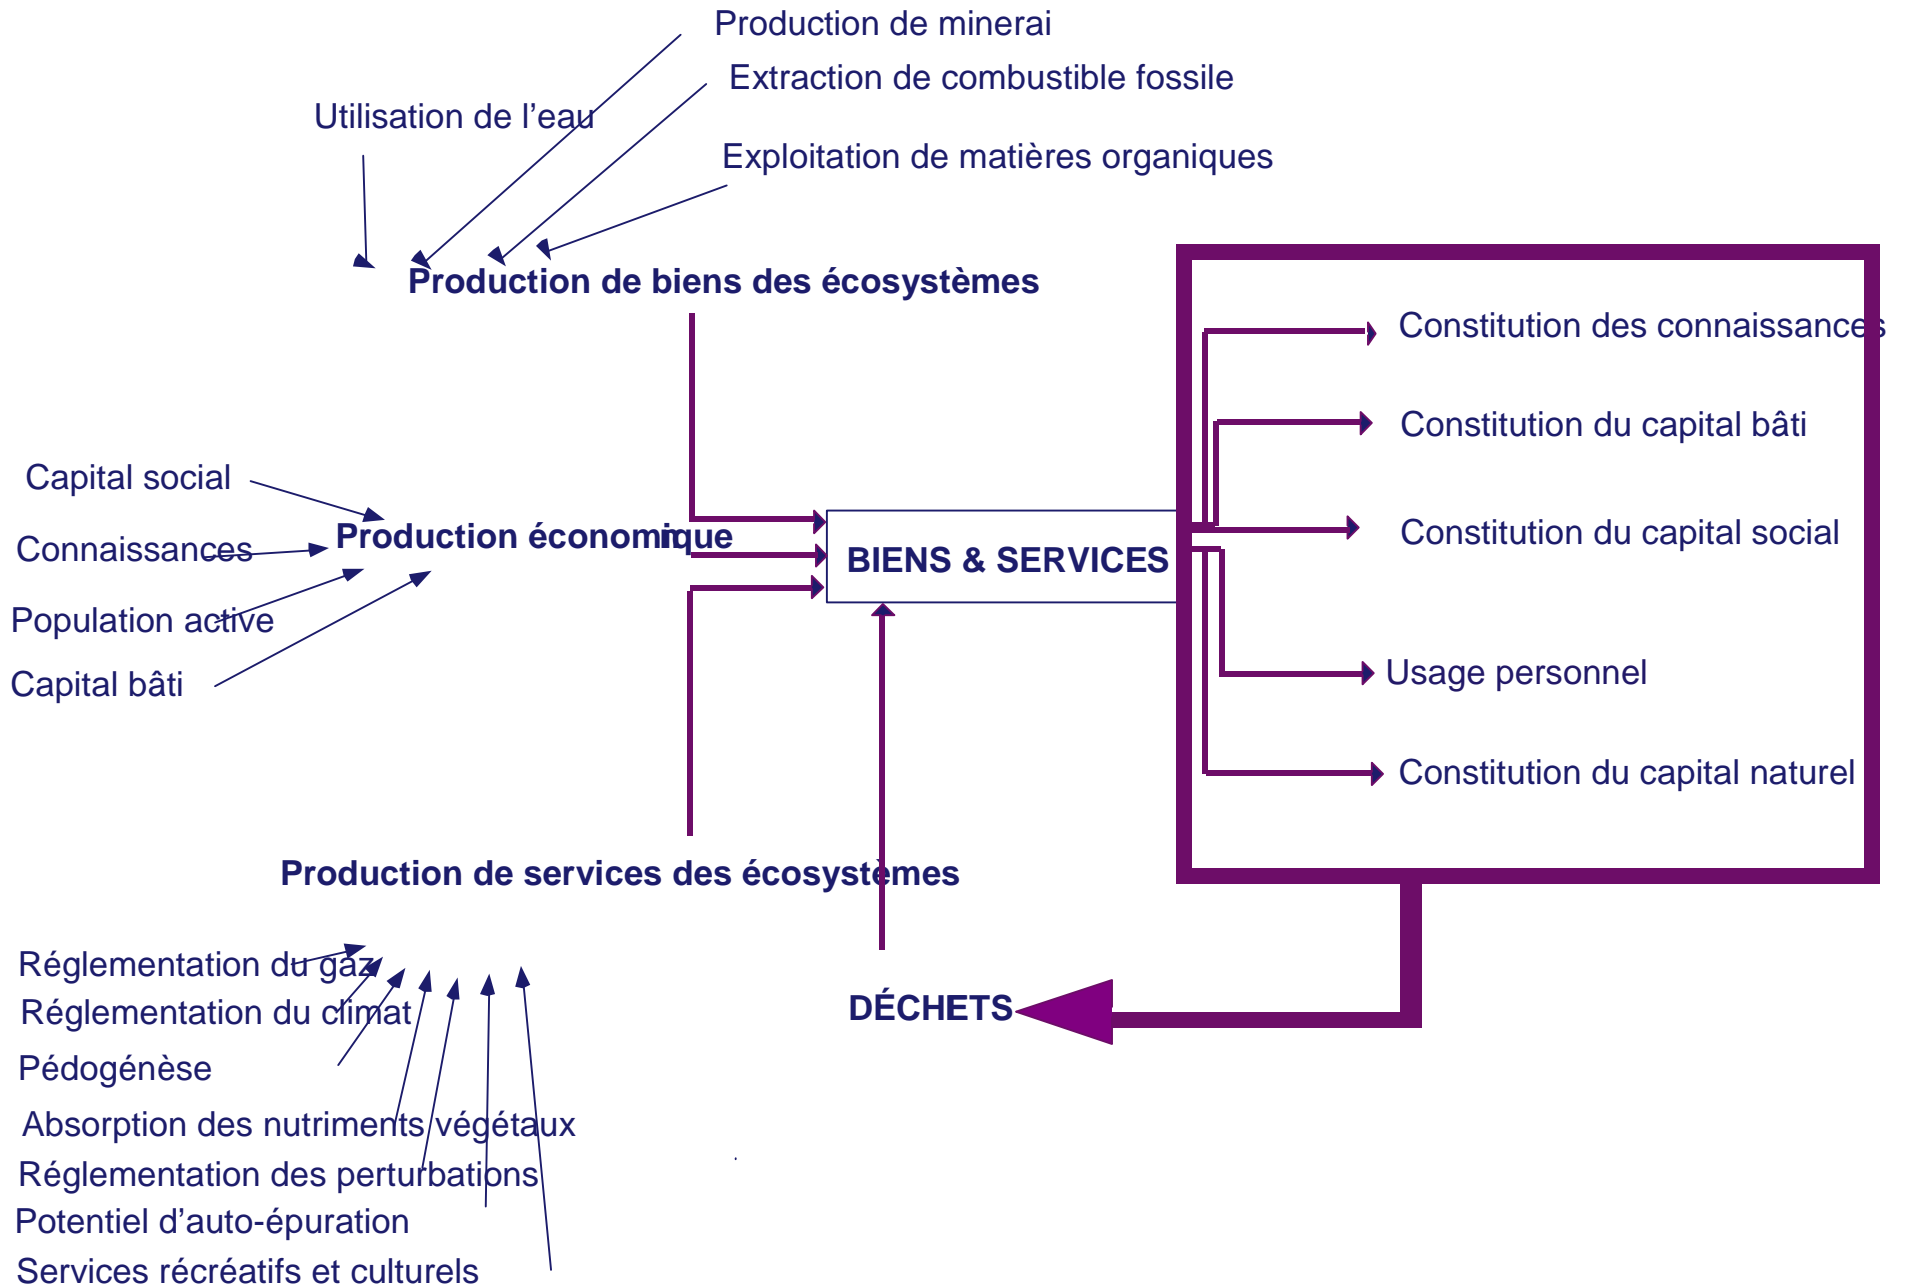 Production de minerai
Extraction de combustible fossile
Utilisation de l’eau
Exploitation de matières organiques
Production de biens des écosystèmes
Constitution des connaissances
Constitution du capital bâti
Capital social
Production économique
Constitution du capital social
Connaissances
BIENS & SERVICES
Population active
Capital bâti
Usage personnel
Constitution du capital naturel
Production de services des écosystèmes
Réglementation du gaz
DÉCHETS
Réglementation du climat
Pédogénèse
Absorption des nutriments végétaux
Réglementation des perturbations
Potentiel d’auto-épuration
Services récréatifs et culturels